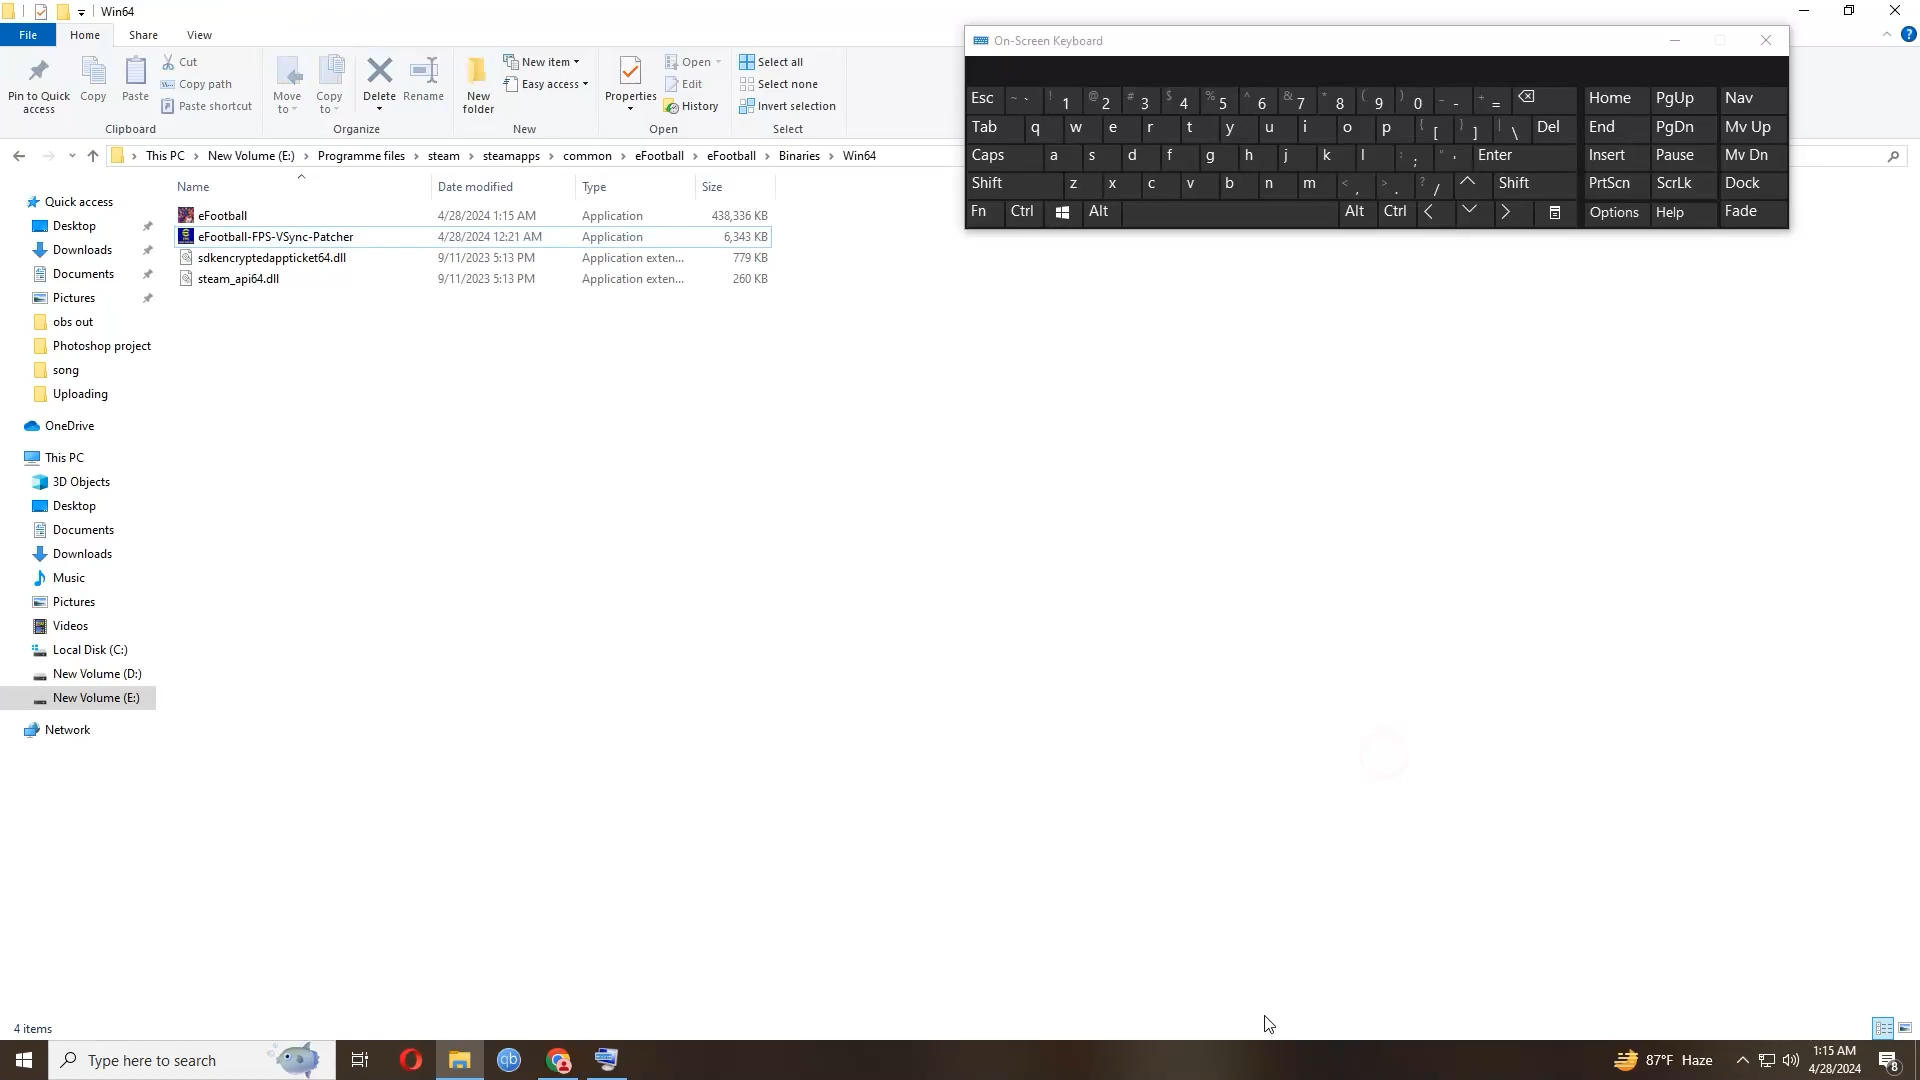 Win64
File Home Share View
Pin to Quick access
Copy
Paste
Cut
Copy path
Paste shortcut
Clipboard
Move to
Copy to
Delete
Rename
Organize
New folder
New item
Easy access
New
Properties
Open
Edit
History
Open
Select all
Select none
Invert selection
Select
This PC > New Volume (E:) > Programme files > steam > steamapps > common > eFootball > eFootball > Binaries > Win64
Name Date modified Type Size
eFootball 4/28/2024 1:15 AM Application 438,336 KB
eFootball-FPS-VSync-Patcher 4/28/2024 12:21 AM Application 6,343 KB
sdkencryptedappticket64.dll 9/11/2023 5:13 PM Application exten... 779 KB
steam_api64.dll 9/11/2023 5:13 PM Application exten... 260 KB
Quick access
Desktop
Downloads
Documents
Pictures
obs out
Photoshop project
song
Uploading
OneDrive
This PC
3D Objects
Desktop
Documents
Downloads
Music
Pictures
Videos
Local Disk (C:)
New Volume (D:)
New Volume (E:)
Network
On-Screen Keyboard
Esc ~ ` ! 1 @ 2 # 3 $ 4 % 5 ^ 6 & 7 * 8 ( 9 ) 0 _ - + = Home PgUp Nav
Tab q w e r t y u i o p { [ } ] | \ Del End PgDn Mv Up
Caps a s d f g h j k l : ; " ' Enter Insert Pause Mv Dn
Shift z x c v b n m < , > . ? / Shift PrtScn ScrLk Dock
Fn Ctrl Alt Alt Ctrl Options Help Fade
4 items
Type here to search
qb
87°F Haze
1:15 AM
4/28/2024
8